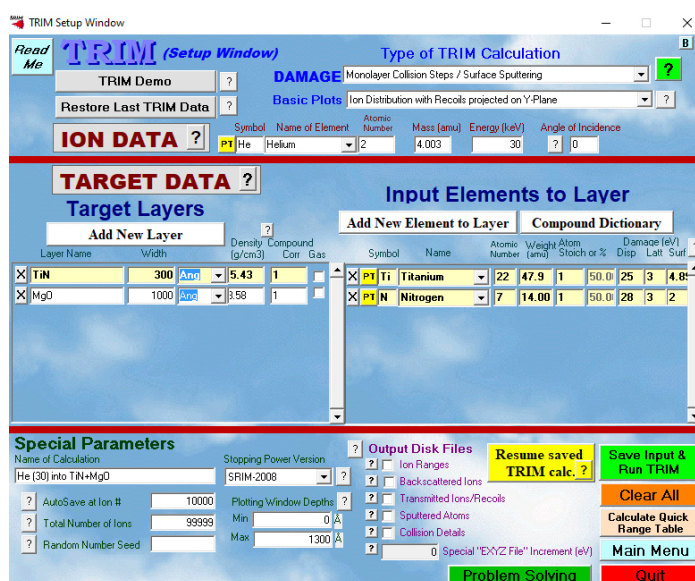 TRIM Setup Window
Read Me
TRIM (Setup Window)
Type of TRIM Calculation
B
TRIM Demo ?
DAMAGE Monolayer Collision Steps / Surface Sputtering ?
Restore Last TRIM Data ?
Basic Plots Ion Distribution with Recoils projected on Y-Plane ?
ION DATA ?
Symbol Name of Element Atomic Number Mass (amu) Energy (keV) Angle of Incidence
PT He Helium 2 4.003 30 ? 0
TARGET DATA ?
Target Layers
Input Elements to Layer
Add New Layer ?
Add New Element to Layer Compound Dictionary
Layer Name Width Density (g/cm3) Compound Corr Gas
Symbol Name Atomic Number Weight (amu) Atom Stoich or % Damage (eV) Disp Latt Surf
X TiN 300 Ang 5.43 1
X PT Ti Titanium 22 47.9 1 50.0 25 3 4.89
X MgO 1000 Ang 3.58 1
X PT N Nitrogen 7 14.00 1 50.0 28 3 2
Special Parameters
Name of Calculation
Stopping Power Version
He (30) into TiN+MgO
SRIM-2008 ?
? AutoSave at Ion # 10000
? Total Number of Ions 99999
? Random Number Seed
Plotting Window Depths ?
Min 0 Å
Max 1300 Å
? Output Disk Files
? Ion Ranges
? Backscattered Ions
? Transmitted Ions/Recoils
? Sputtered Atoms
? Collision Details
? 0 Special "EXYZ File" Increment (eV)
Resume saved TRIM calc. ?
Save Input & Run TRIM
Clear All
Calculate Quick Range Table
Main Menu
Problem Solving
Quit